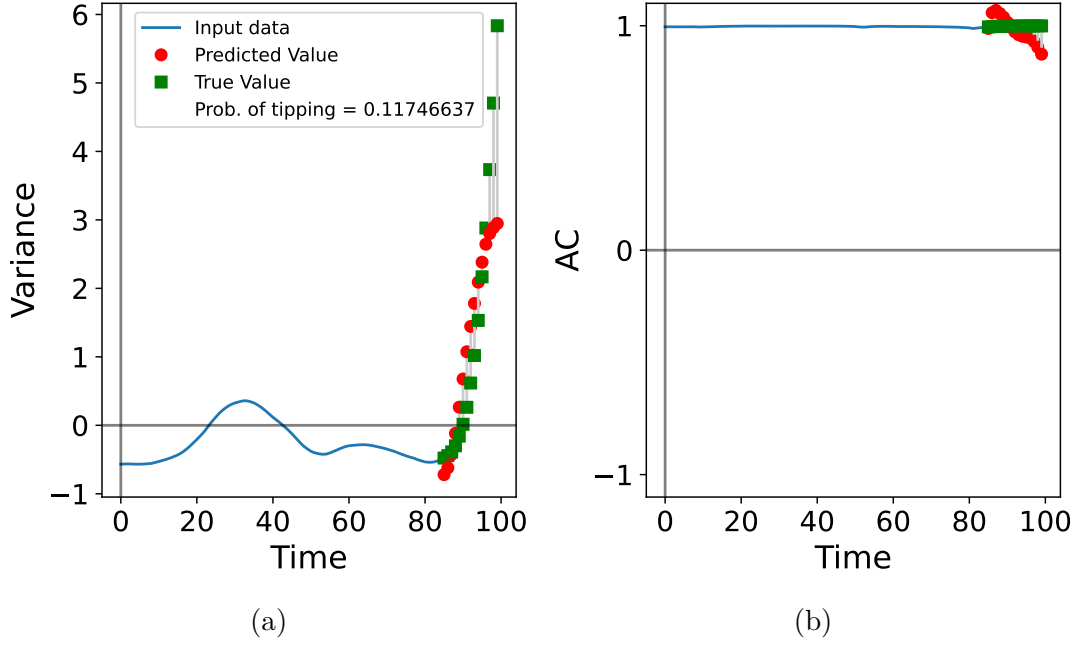 6
5
4
3
2
1
0
−1
Variance
Input data
Predicted Value
True Value
Prob. of tipping = 0.11746637
0 20 40 60 80 100
Time
(a)
1
0
−1
AC
0 20 40 60 80 100
Time
(b)